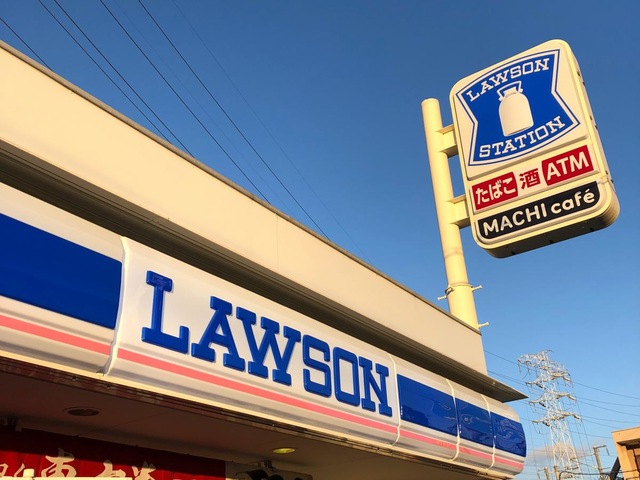 LAWSON
STATION
たばこ 酒 ATM
MACHI café
LAWSON